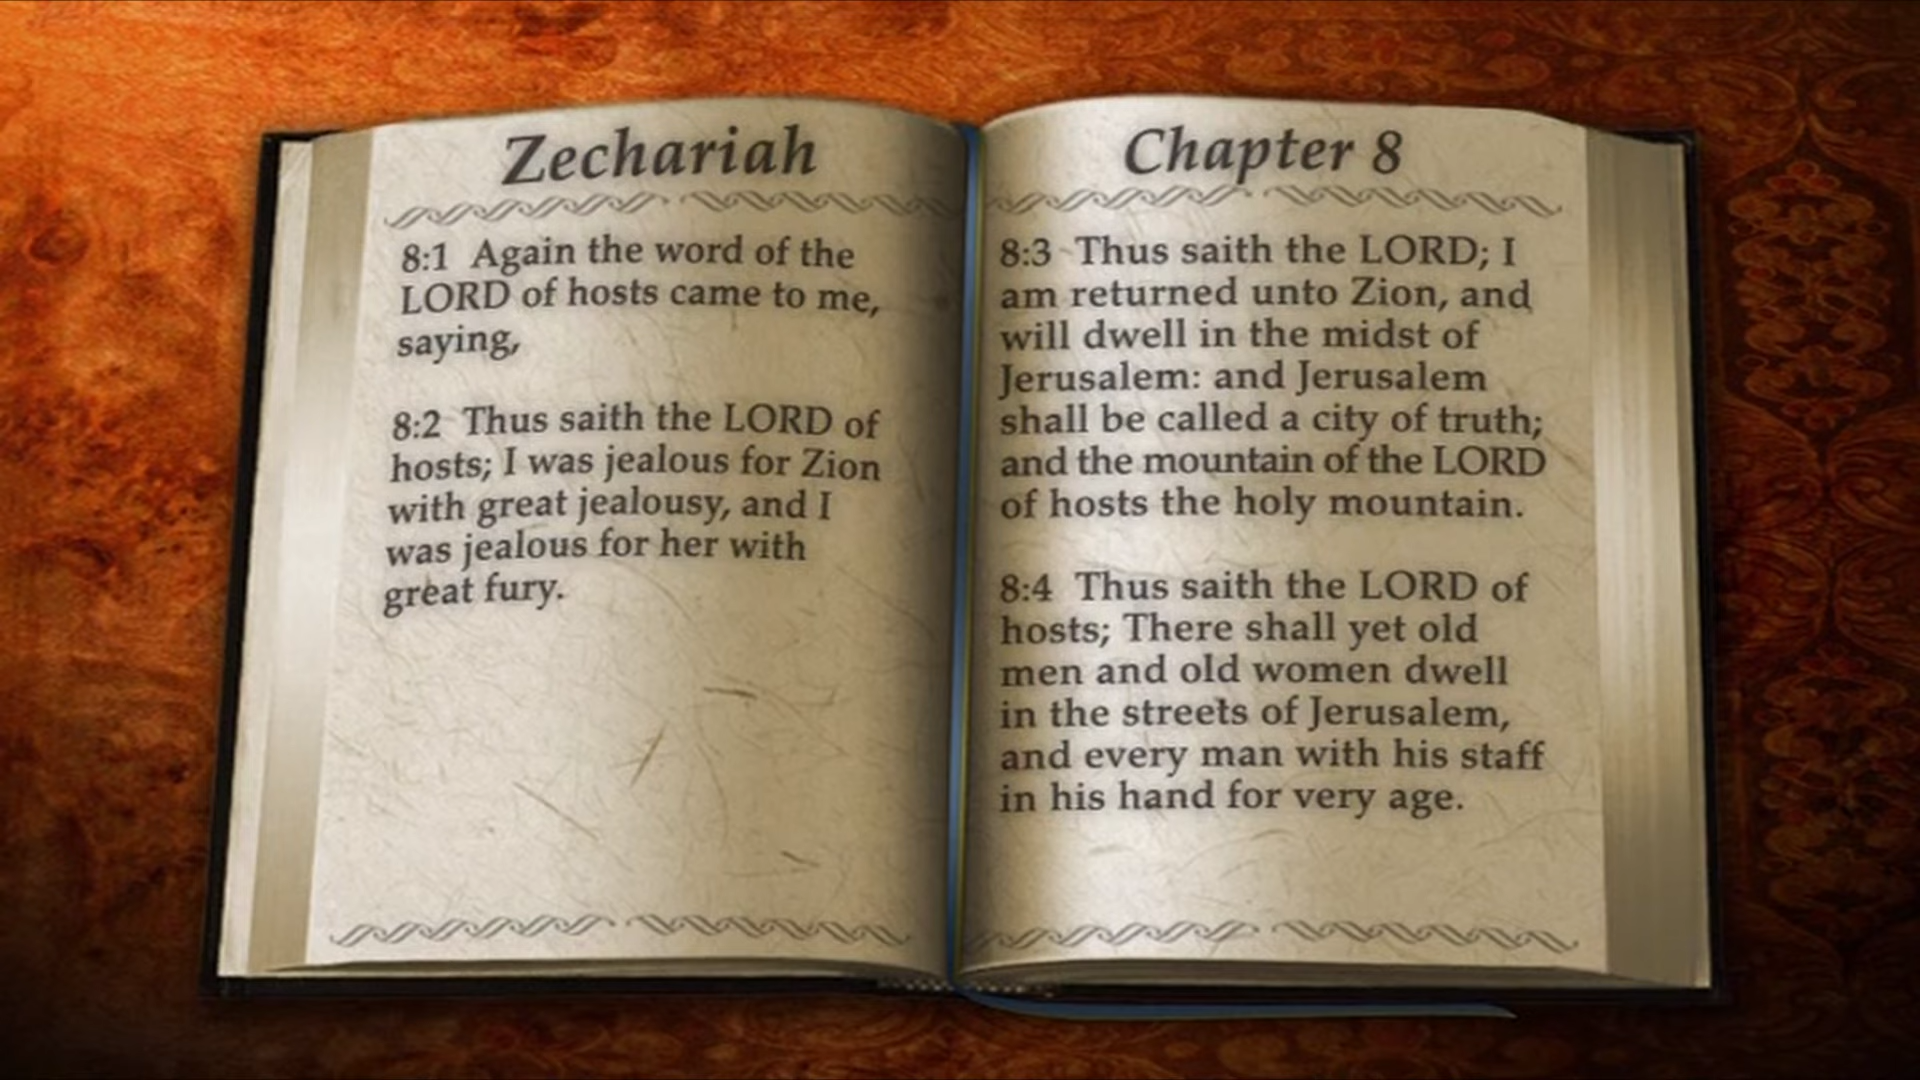 Zechariah
8:1 Again the word of the
LORD of hosts came to me,
saying,
8:2 Thus saith the LORD of
hosts; I was jealous for Zion
with great jealousy, and I
was jealous for her with
great fury.
Chapter 8
8:3 Thus saith the LORD; I
am returned unto Zion, and
will dwell in the midst of
Jerusalem: and Jerusalem
shall be called a city of truth;
and the mountain of the LORD
of hosts the holy mountain.
8:4 Thus saith the LORD of
hosts; There shall yet old
men and old women dwell
in the streets of Jerusalem,
and every man with his staff
in his hand for very age.